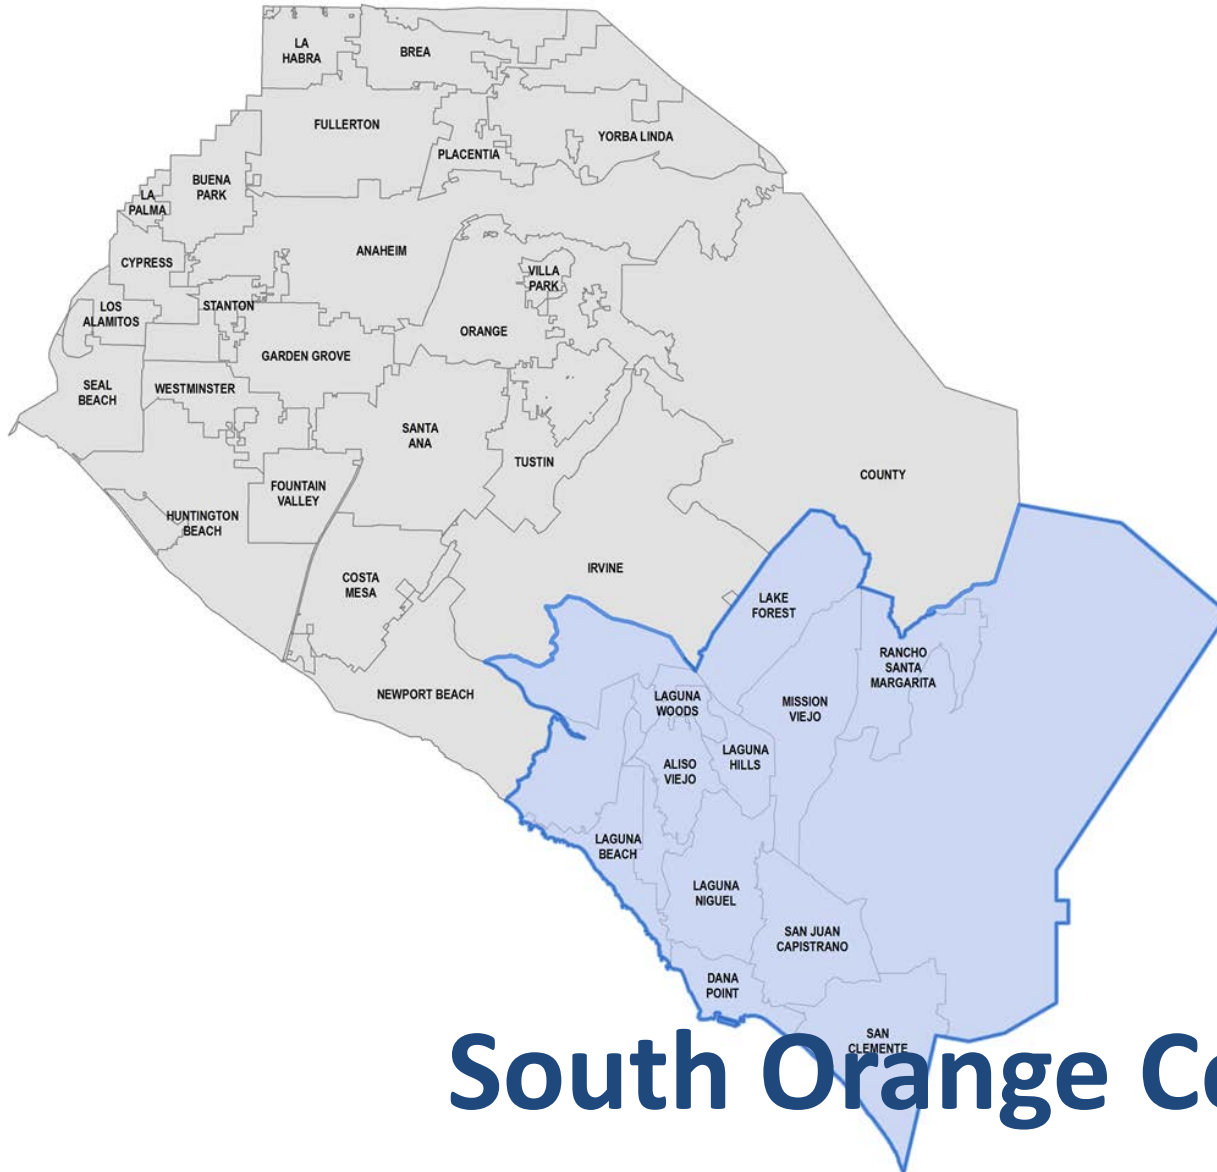 LA
HABRA
BREA
FULLERTON
YORBA LINDA
PLACENTIA
BUENA
PARK
LA
PALMA
ANAHEIM
CYPRESS
VILLA
PARK
STANTON
LOS
ALAMITOS
ORANGE
GARDEN GROVE
SEAL
BEACH
WESTMINSTER
SANTA
ANA
TUSTIN
COUNTY
FOUNTAIN
VALLEY
HUNTINGTON
BEACH
IRVINE
COSTA
MESA
LAKE
FOREST
RANCHO
SANTA
MARGARITA
NEWPORT BEACH
LAGUNA
WOODS
MISSION
VIEJO
LAGUNA
HILLS
ALISO
VIEJO
LAGUNA
BEACH
LAGUNA
NIGUEL
SAN JUAN
CAPISTRANO
DANA
POINT
SAN
CLEMENTE
South Orange Co